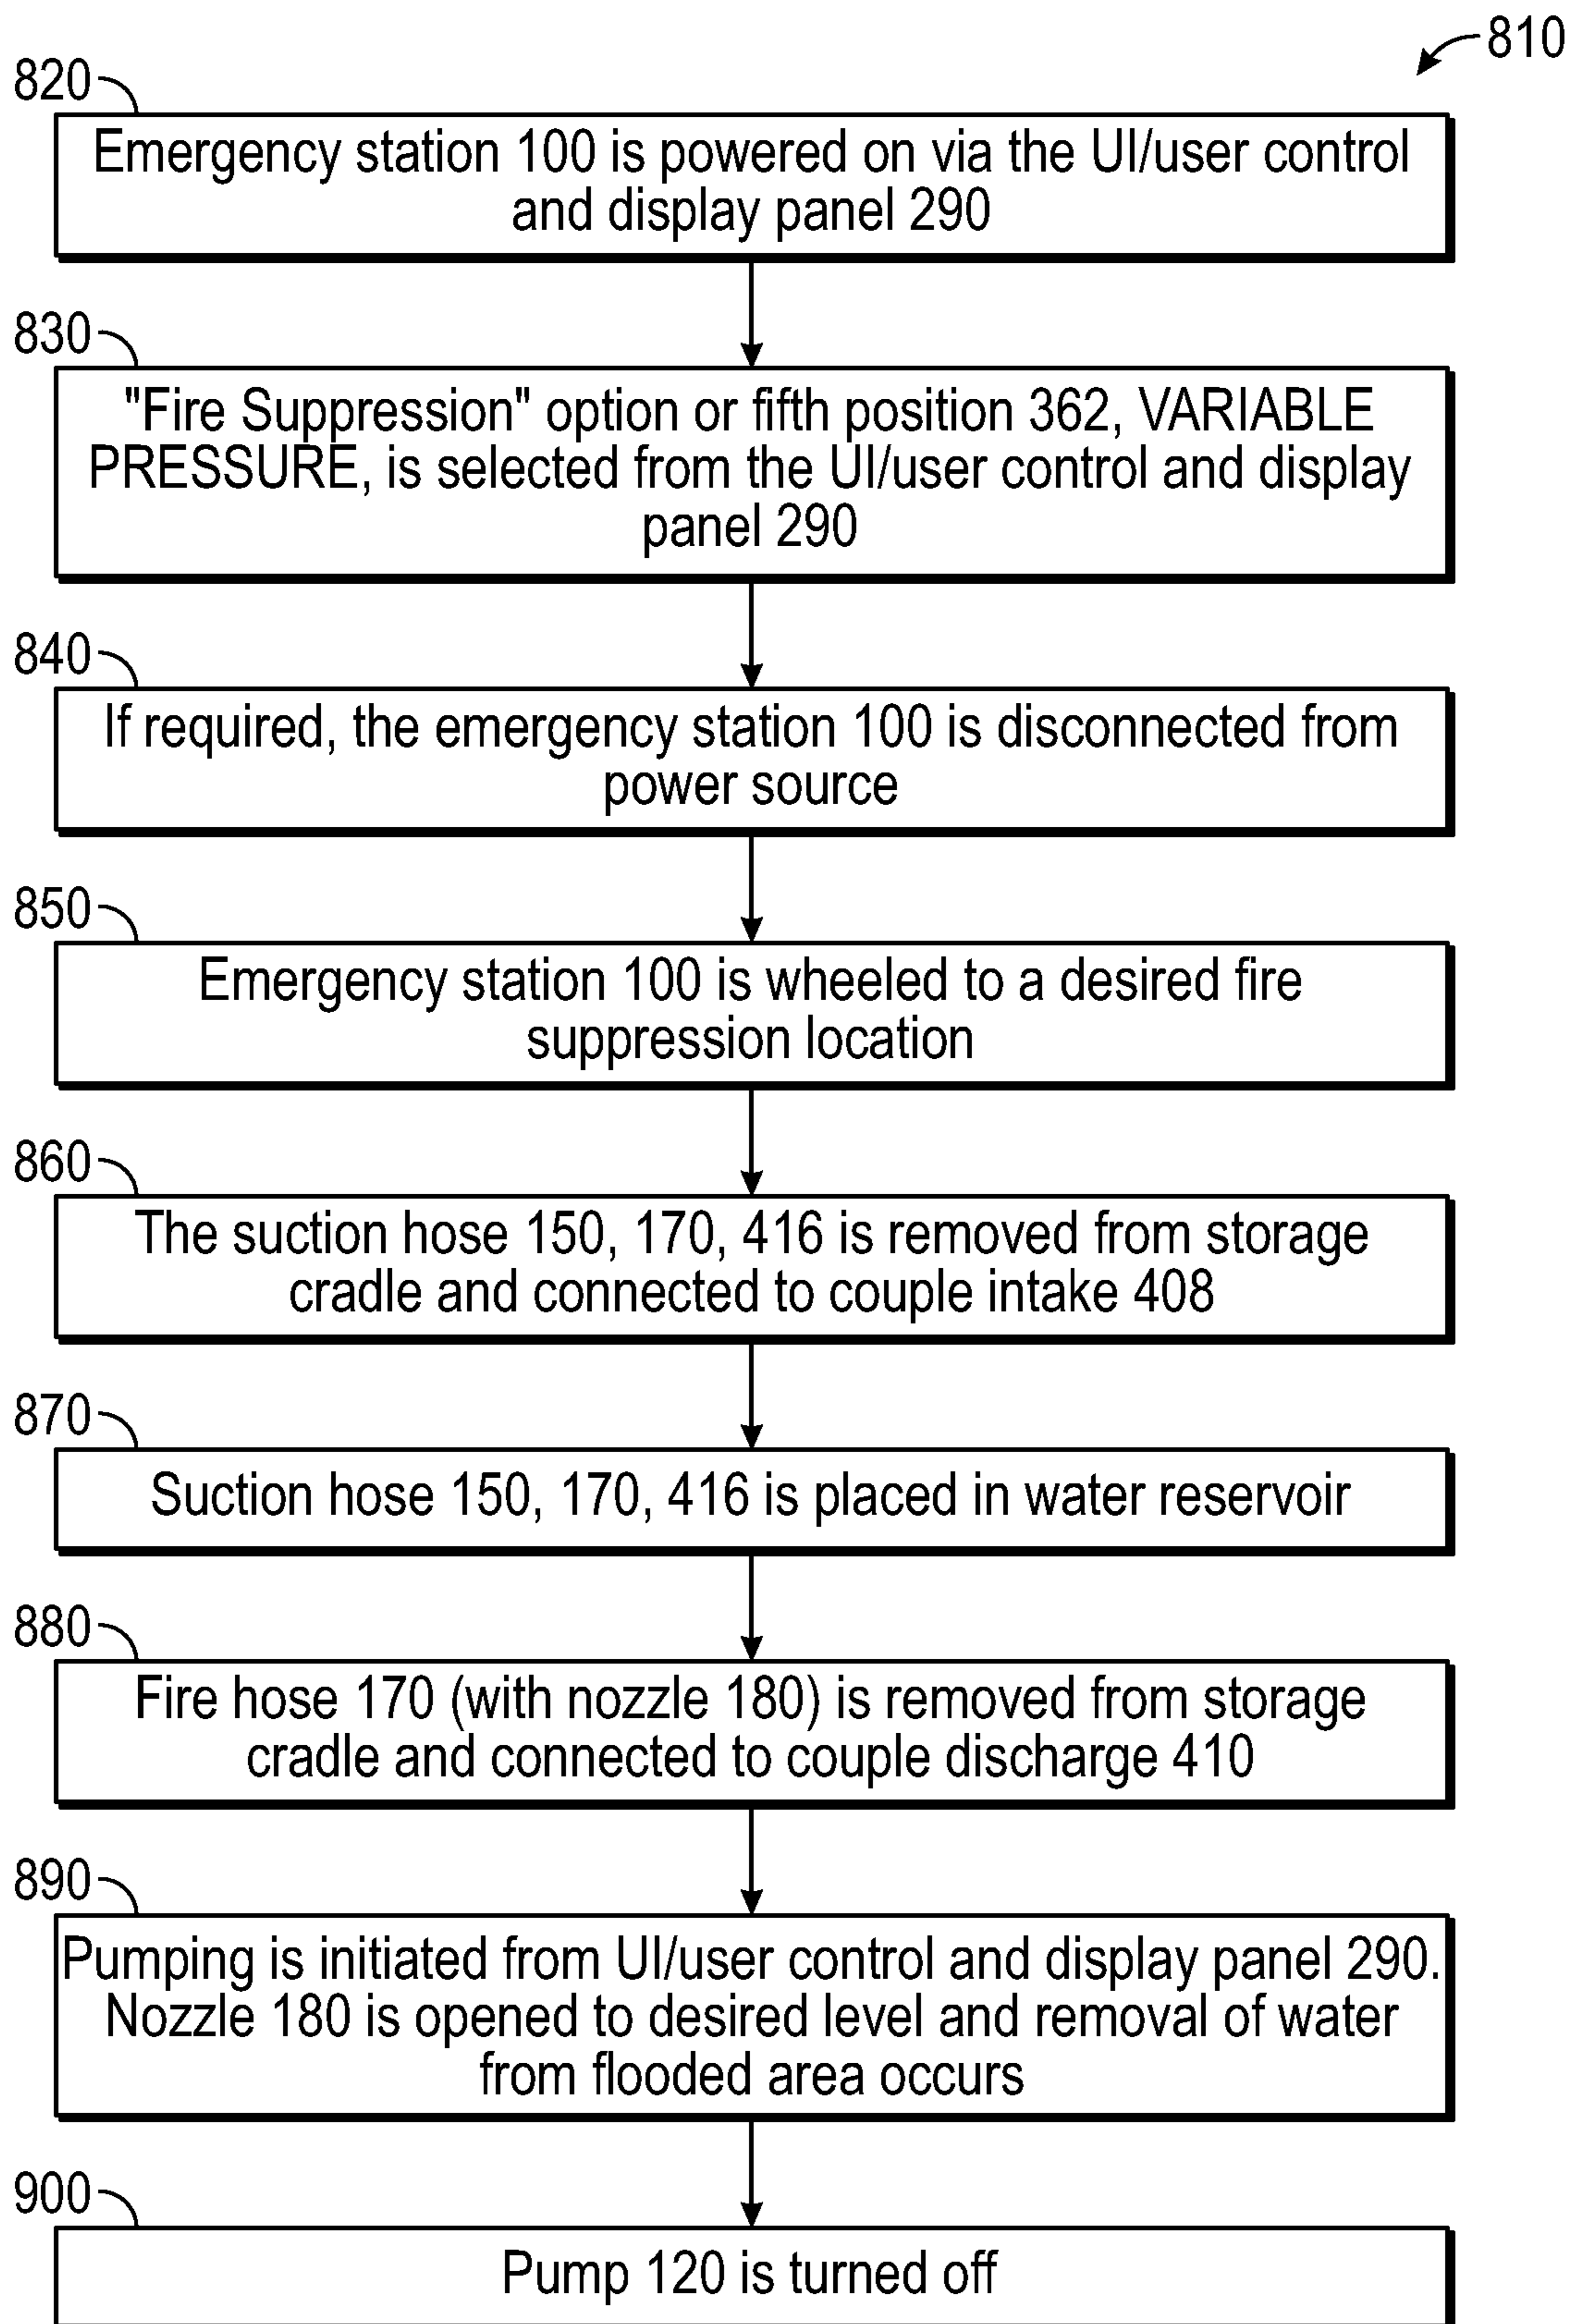 810
820
Emergency station 100 is powered on via the UI/user control
and display panel 290
830
"Fire Suppression" option or fifth position 362, VARIABLE
PRESSURE, is selected from the UI/user control and display
panel 290
840
If required, the emergency station 100 is disconnected from
power source
850
Emergency station 100 is wheeled to a desired fire
suppression location
860
The suction hose 150, 170, 416 is removed from storage
cradle and connected to couple intake 408
870
Suction hose 150, 170, 416 is placed in water reservoir
880
Fire hose 170 (with nozzle 180) is removed from storage
cradle and connected to couple discharge 410
890
Pumping is initiated from UI/user control and display panel 290.
Nozzle 180 is opened to desired level and removal of water
from flooded area occurs
900
Pump 120 is turned off